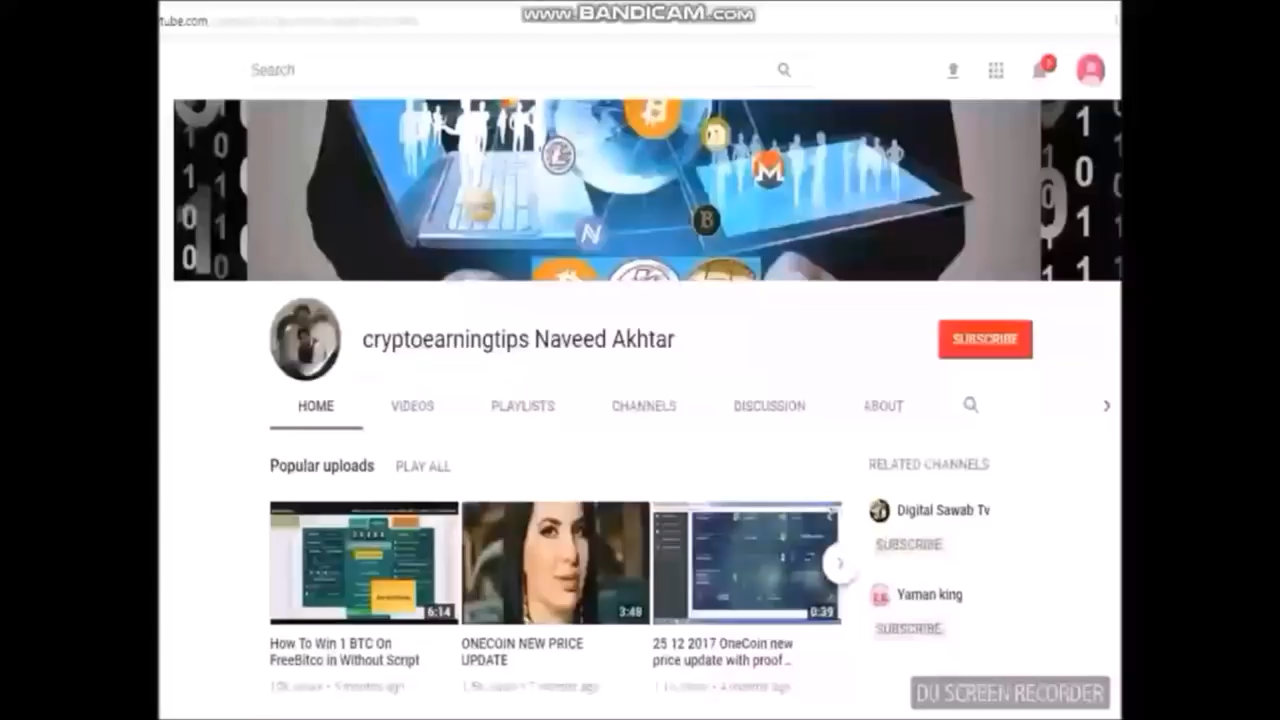 www.BANDICAM.com
tube.com
Search
cryptoearningtips Naveed Akhtar
SUBSCRIBE
HOME VIDEOS PLAYLISTS CHANNELS DISCUSSION ABOUT
Popular uploads PLAY ALL
6:14
3:48
0:39
How To Win 1 BTC On
FreeBitco in Without Script
ONECOIN NEW PRICE
UPDATE
25 12 2017 OneCoin new
price update with proof...
RELATED CHANNELS
Digital Sawab Tv
SUBSCRIBE
Yaman king
SUBSCRIBE
DU SCREEN RECORDER